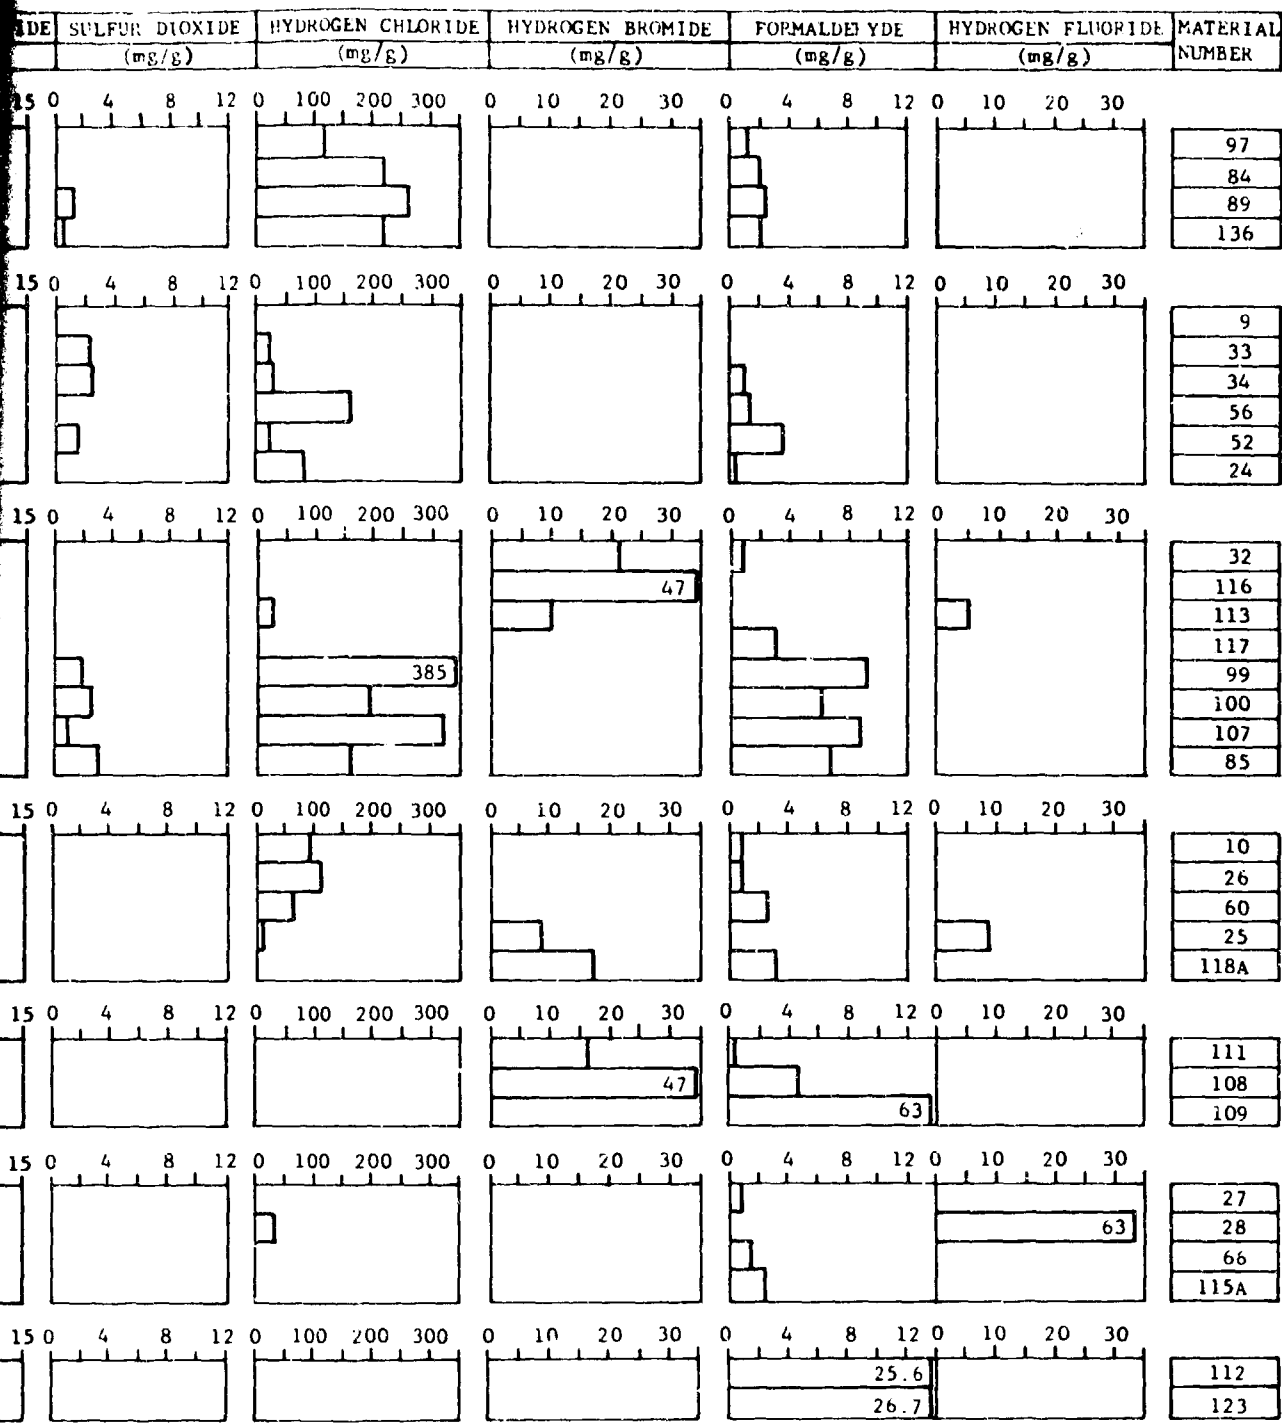 IDE SULFUR DIOXIDE HYDROGEN CHLORIDE HYDROGEN BROMIDE FORMALDEHYDE HYDROGEN FLUORIDE MATERIAL
(mg/g) (mg/g) (mg/g) (mg/g) (mg/g) NUMBER
15 0 4 8 12 0 100 200 300 0 10 20 30 0 4 8 12 0 10 20 30
97
84
89
136
15 0 4 8 12 0 100 200 300 0 10 20 30 0 4 8 12 0 10 20 30
9
33
34
56
52
24
15 0 4 8 12 0 100 200 300 0 10 20 30 0 4 8 12 0 10 20 30
32
47 116
113
117
385 99
100
107
85
15 0 4 8 12 0 100 200 300 0 10 20 30 0 4 8 12 0 10 20 30
10
26
60
25
118A
15 0 4 8 12 0 100 200 300 0 10 20 30 0 4 8 12 0 10 20 30
111
47 108
63 109
15 0 4 8 12 0 100 200 300 0 10 20 30 0 4 8 12 0 10 20 30
27
63 28
66
115A
15 0 4 8 12 0 100 200 300 0 10 20 30 0 4 8 12 0 10 20 30
25.6 112
26.7 123